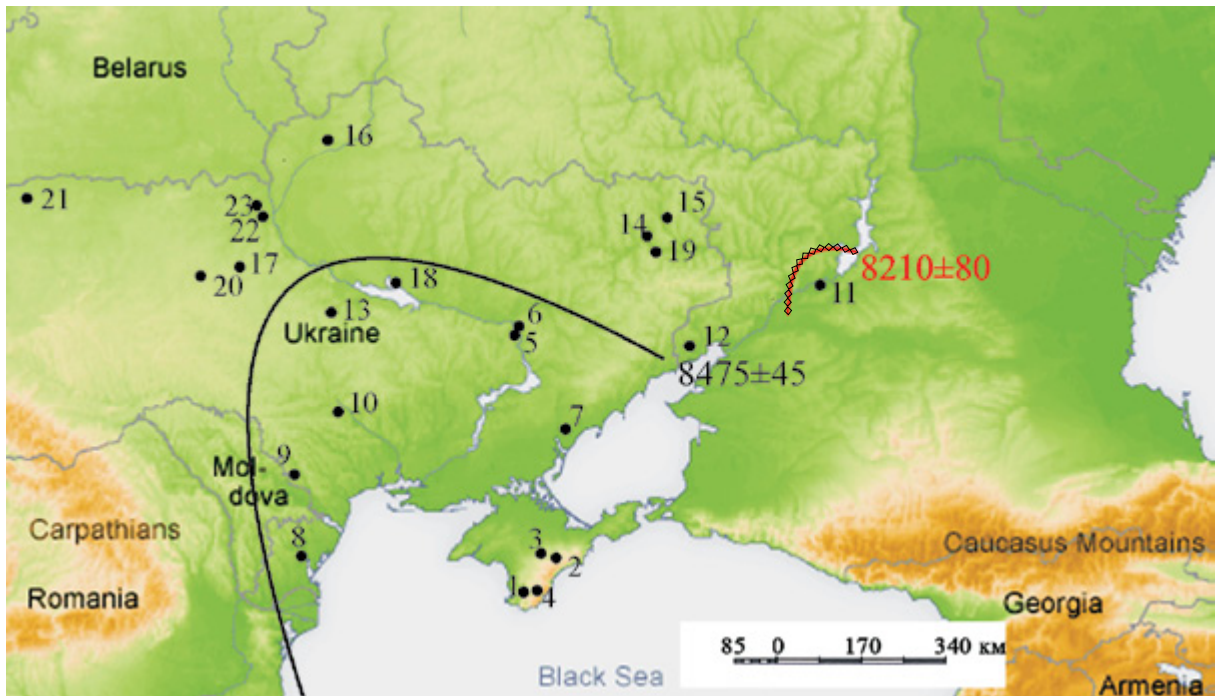 Belarus
16
21
23
22
15
14
19
17
20
8210±80
11
18
13
Ukraine
6
5
12
8475±45
10
7
9
Mol-
dova
Carpathians
8
3
2
Caucasus Mountains
1
4
Romania
Georgia
85 0 170 340 км
Black Sea
Armenia